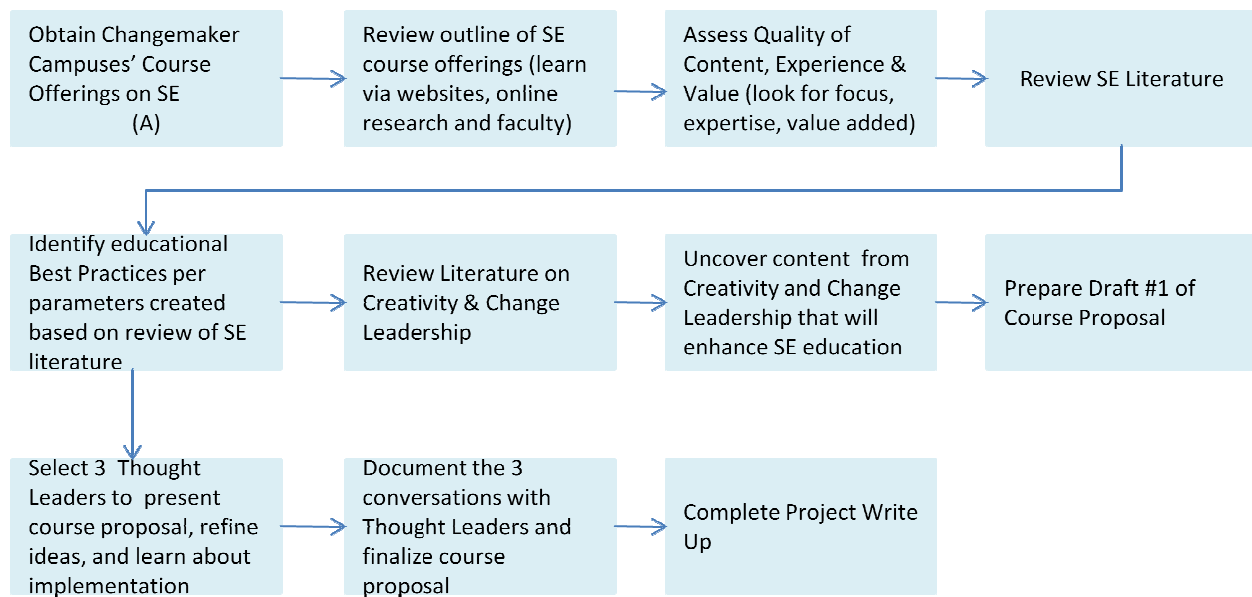 Obtain Changemaker
Campuses’ Course
Offerings on SE
(A)
Review outline of SE
course offerings (learn
via websites, online
research and faculty)
Assess Quality of
Content, Experience &
Value (look for focus,
expertise, value added)
Review SE Literature
Identify educational
Best Practices per
parameters created
based on review of SE
literature
Review Literature on
Creativity & Change
Leadership
Uncover content  from
Creativity and Change
Leadership that will
enhance SE education
Prepare Draft #1 of
Course Proposal
Select 3  Thought
Leaders to  present
course proposal, refine
ideas, and learn about
implementation
Document the 3
conversations with
Thought Leaders and
finalize course
proposal
Complete Project Write
Up